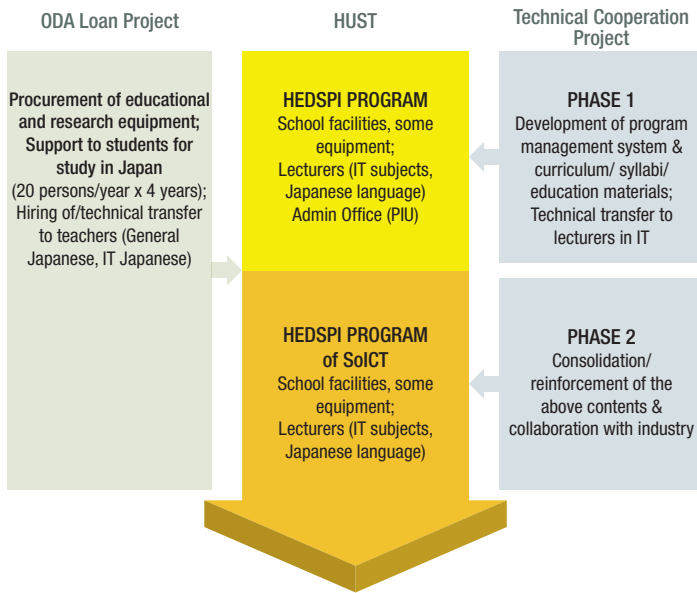 ODA Loan Project
Procurement of educational
and research equipment;
Support to students for
study in Japan
(20 persons/year x 4 years);
Hiring of/technical transfer
to teachers (General
Japanese, IT Japanese)
HUST
HEDSPI PROGRAM
School facilities, some
equipment;
Lecturers (IT subjects,
Japanese language)
Admin Office (PIU)
HEDSPI PROGRAM
of SoICT
School facilities, some
equipment;
Lecturers (IT subjects,
Japanese language)
Technical Cooperation
Project
PHASE 1
Development of program
management system &
curriculum/ syllabi/
education materials;
Technical transfer to
lecturers in IT
PHASE 2
Consolidation/
reinforcement of the
above contents &
collaboration with industry